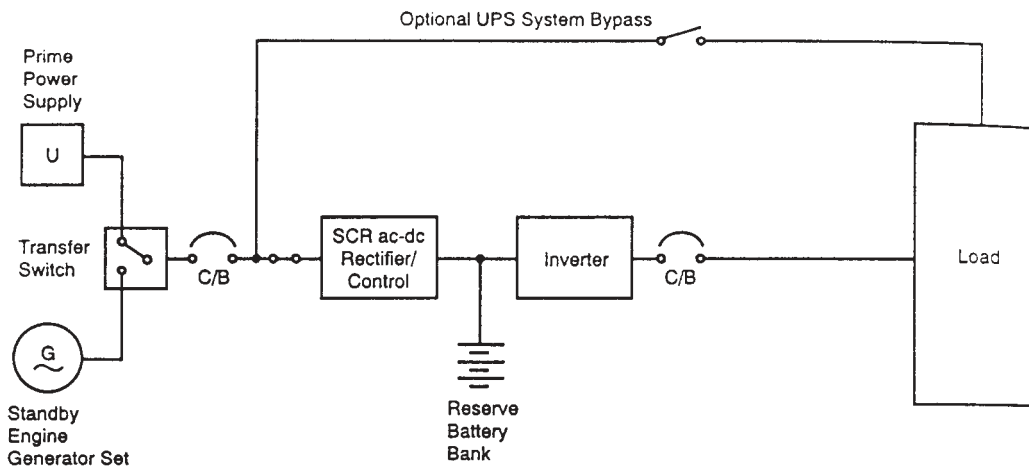 Optional UPS System Bypass
Prime
Power
Supply
U
Transfer
Switch
C/B
SCR ac-dc
Rectifier/
Control
Inverter
C/B
Load
G
Standby
Engine
Generator Set
Reserve
Battery
Bank